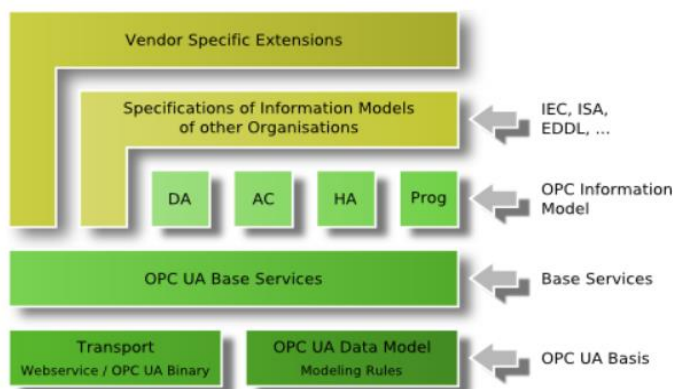 Vendor Specific Extensions
Specifications of Information Models
of other Organisations
IEC, ISA,
EDDL, ...
DA
AC
HA
Prog
OPC Information
Model
OPC UA Base Services
Base Services
Transport
Webservice / OPC UA Binary
OPC UA Data Model
Modeling Rules
OPC UA Basis